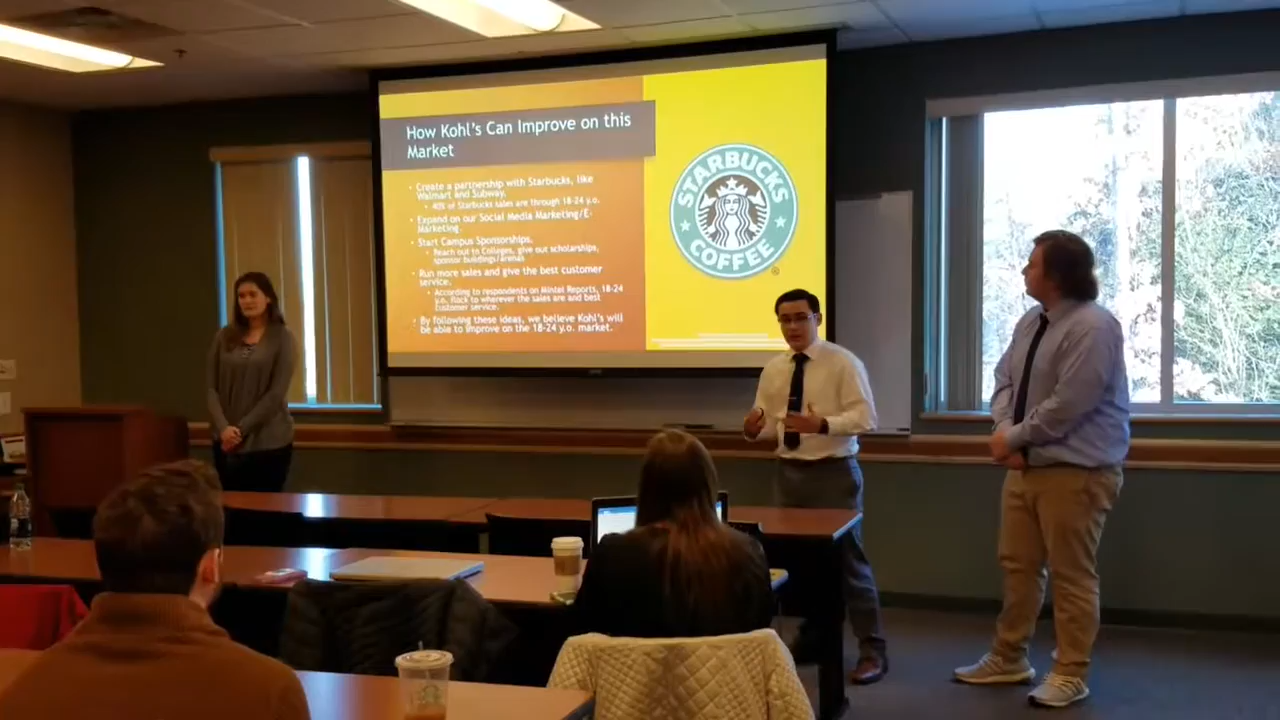 How Kohl's Can Improve on this
Market
• Create a partnership with Starbucks, like
Walmart and Subway.
• 40% of Starbucks sales are through 18-24 y.o.
• Expand on our Social Media Marketing/E-
Marketing.
• Start Campus Sponsorships.
• Reach out to Colleges, give out scholarships,
sponsor buildings/arenas
• Run more sales and give the best customer
service.
• According to respondents on Mintel Reports, 18-24
y.o. flock to wherever the sales are and best
customer service.
• By following these ideas, we believe Kohl's will
be able to improve on the 18-24 y.o. market.
STARBUCKS
COFFEE
®